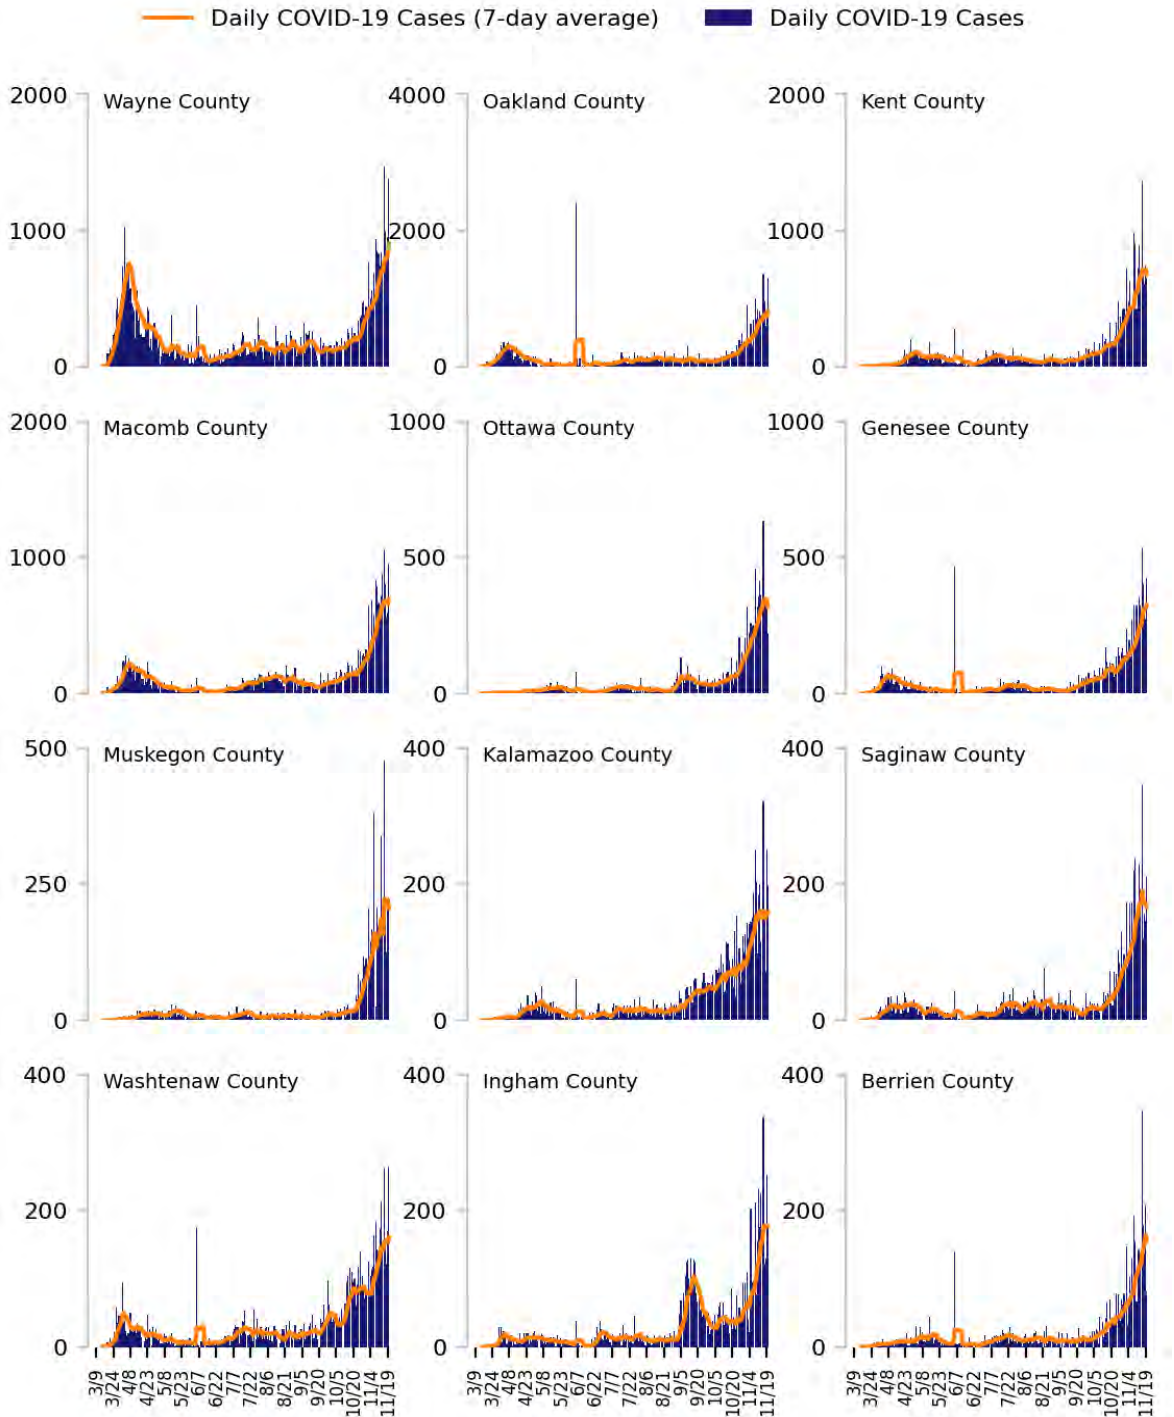 Daily COVID-19 Cases (7-day average) Daily COVID-19 Cases
2000 Wayne County 4000 Oakland County 2000 Kent County
1000 2000 1000
0 0 0
2000 Macomb County 1000 Ottawa County 1000 Genesee County
1000 500 500
0 0 0
500 Muskegon County 400 Kalamazoo County 400 Saginaw County
250 200 200
0 0 0
400 Washtenaw County 400 Ingham County 400 Berrien County
200 200 200
0 0 0
3/9 3/24 4/8 4/23 5/8 5/23 6/7 6/22 7/7 7/22 8/6 8/21 9/5 9/20 10/5 10/20 11/4 11/19 3/9 3/24 4/8 4/23 5/8 5/23 6/7 6/22 7/7 7/22 8/6 8/21 9/5 9/20 10/5 10/20 11/4 11/19 3/9 3/24 4/8 4/23 5/8 5/23 6/7 6/22 7/7 7/22 8/6 8/21 9/5 9/20 10/5 10/20 11/4 11/19